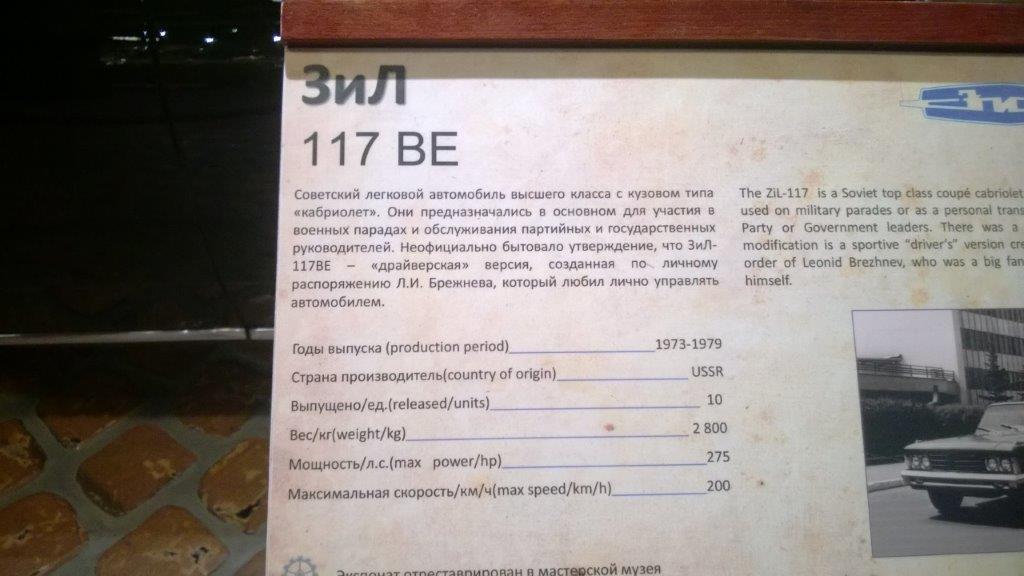 ЗиЛ
117 ВЕ
Советский легковой автомобиль высшего класса с кузовом типа
«кабриолет». Они предназначались в основном для участия в
военных парадах и обслуживания партийных и государственных
руководителей. Неофициально бытовало утверждение, что ЗиЛ-
117ВЕ – «драйверская» версия, созданная по личному
распоряжению Л.И. Брежнева, который любил лично управлять
автомобилем.
The ZiL-117 is a Soviet top class coupé cabriolet
used on military parades or as a personal
Party or Government leaders. There was a
modification is a sportive "driver's" version
order of Leonid Brezhnev, who was a big
himself.
Годы выпуска (production period) 1973-1979
Страна производитель(country of origin) USSR
Выпущено/ед.(released/units) 10
Вес/кг(weight/kg) 2 800
Мощность/л.с.(max power/hp) 275
Максимальная скорость/км/ч(max speed/km/h) 200
Экспонат отреставрирован в мастерской музея